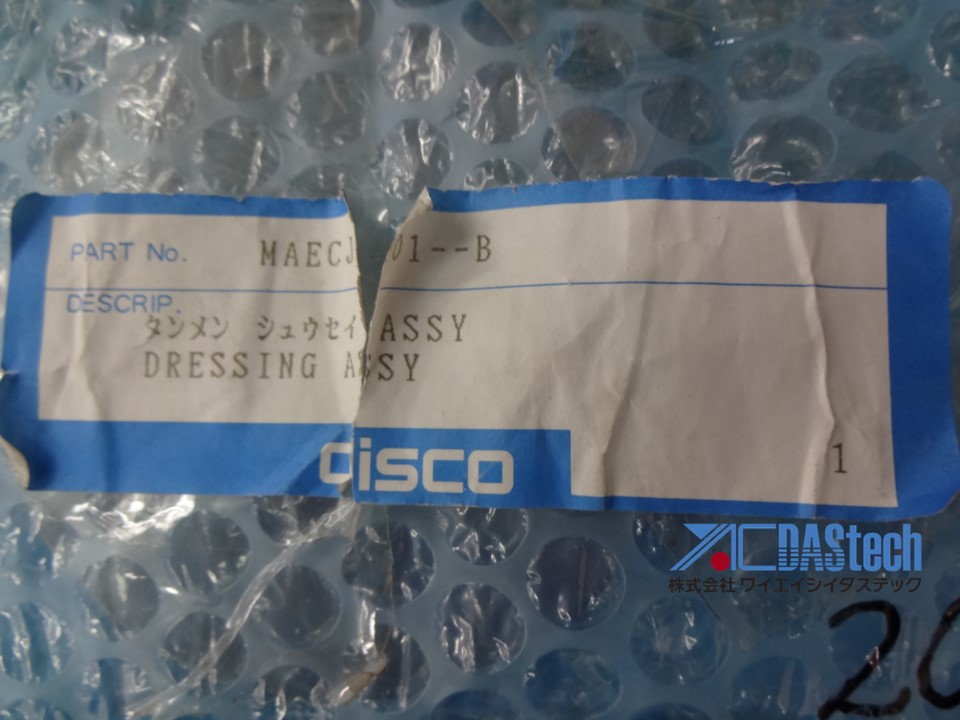 PART No.
DESCRIP.
タンメン シュウセイ ASSY
DRESSING ASSY
DISCO
1
DAStech
株式会社 ワイエイシイダステック